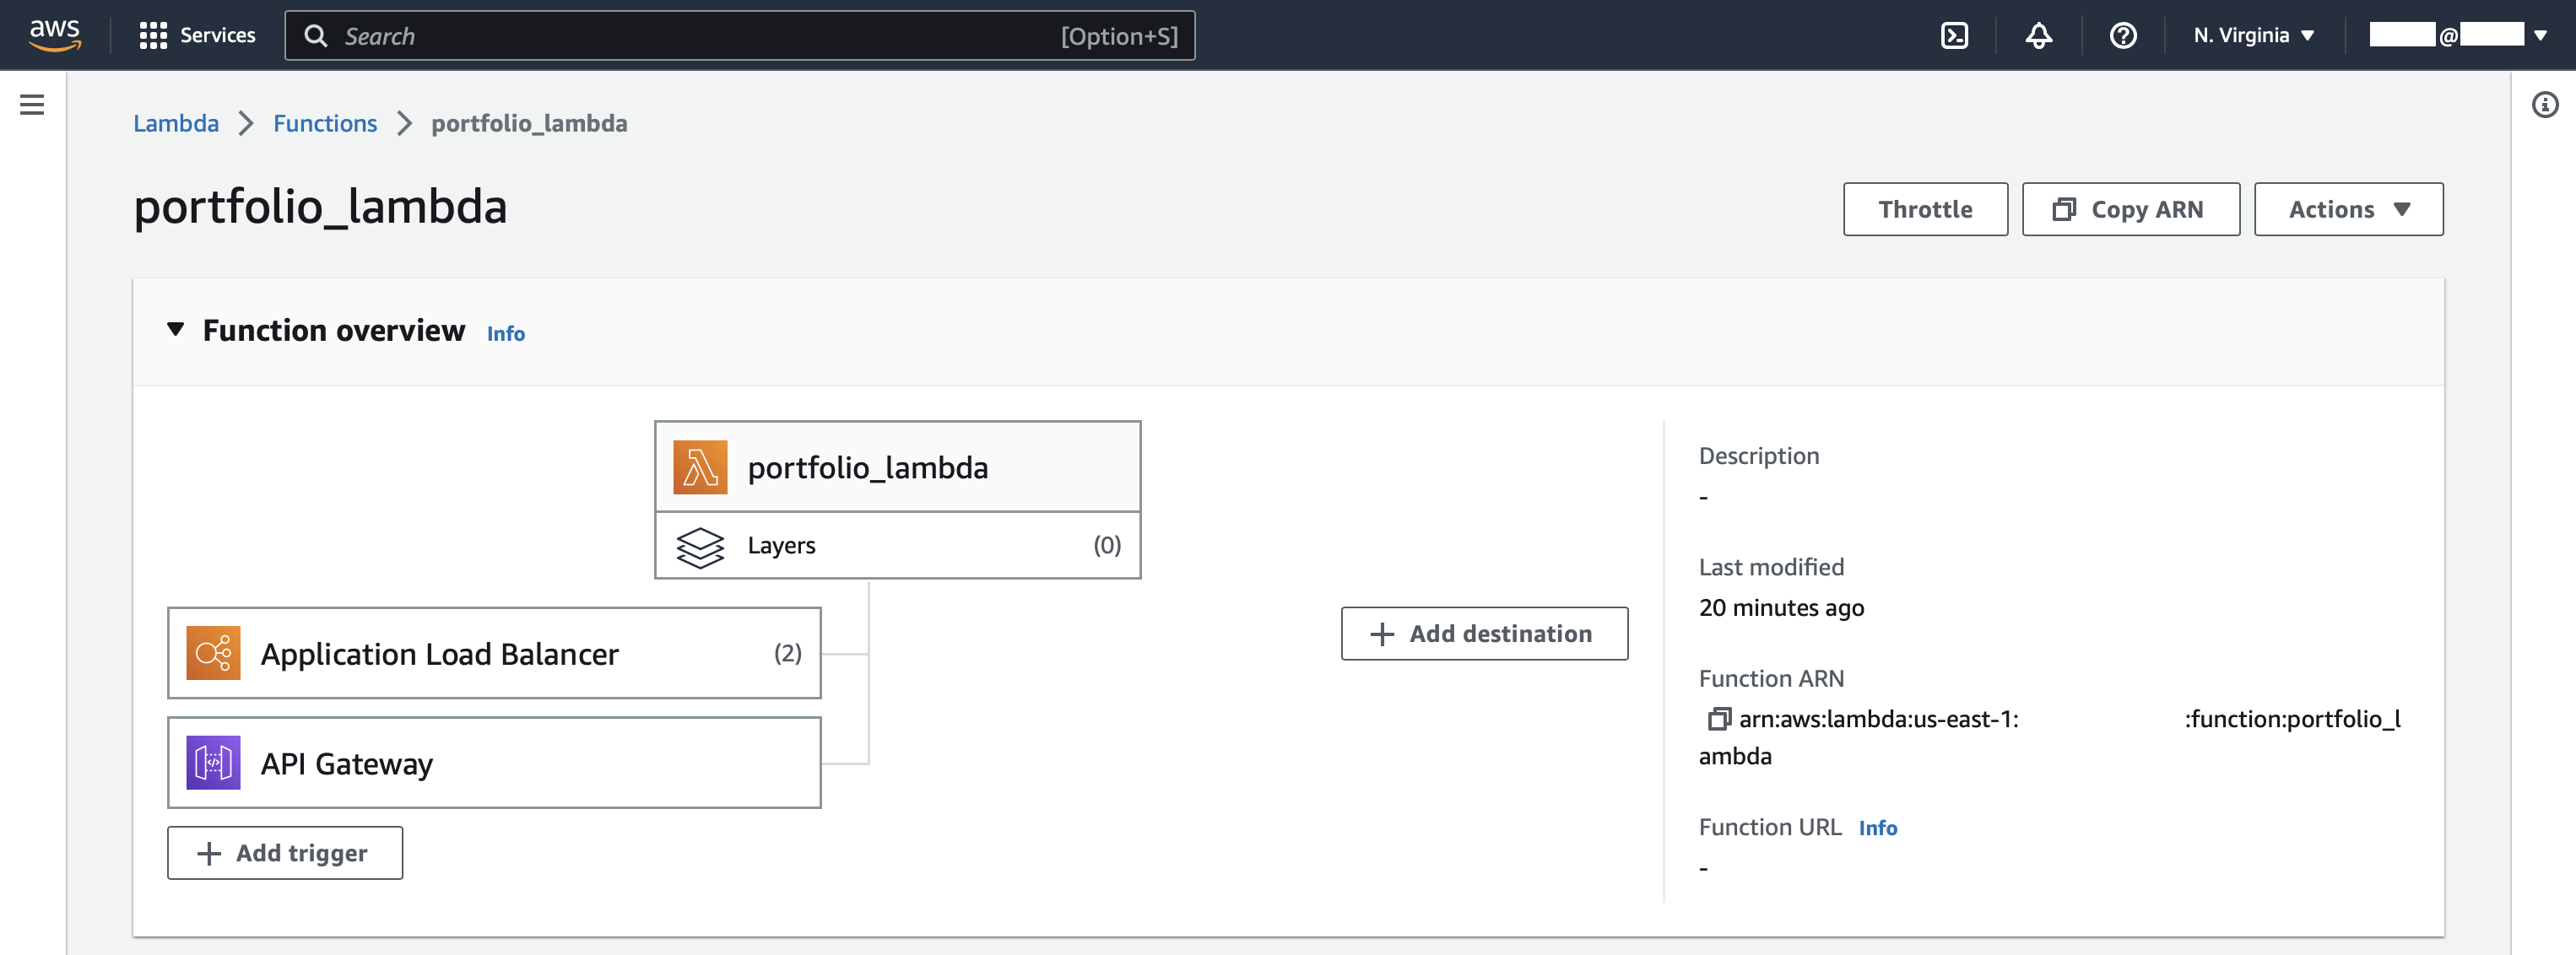 aws Services Search [Option+S] N. Virginia @
Lambda Functions portfolio_lambda
portfolio_lambda
Throttle Copy ARN Actions
Function overview Info
portfolio_lambda
Layers (0)
Application Load Balancer (2)
API Gateway
+ Add trigger
+ Add destination
Description
-
Last modified
20 minutes ago
Function ARN
arn:aws:lambda:us-east-1: :function:portfolio_l
ambda
Function URL Info
-